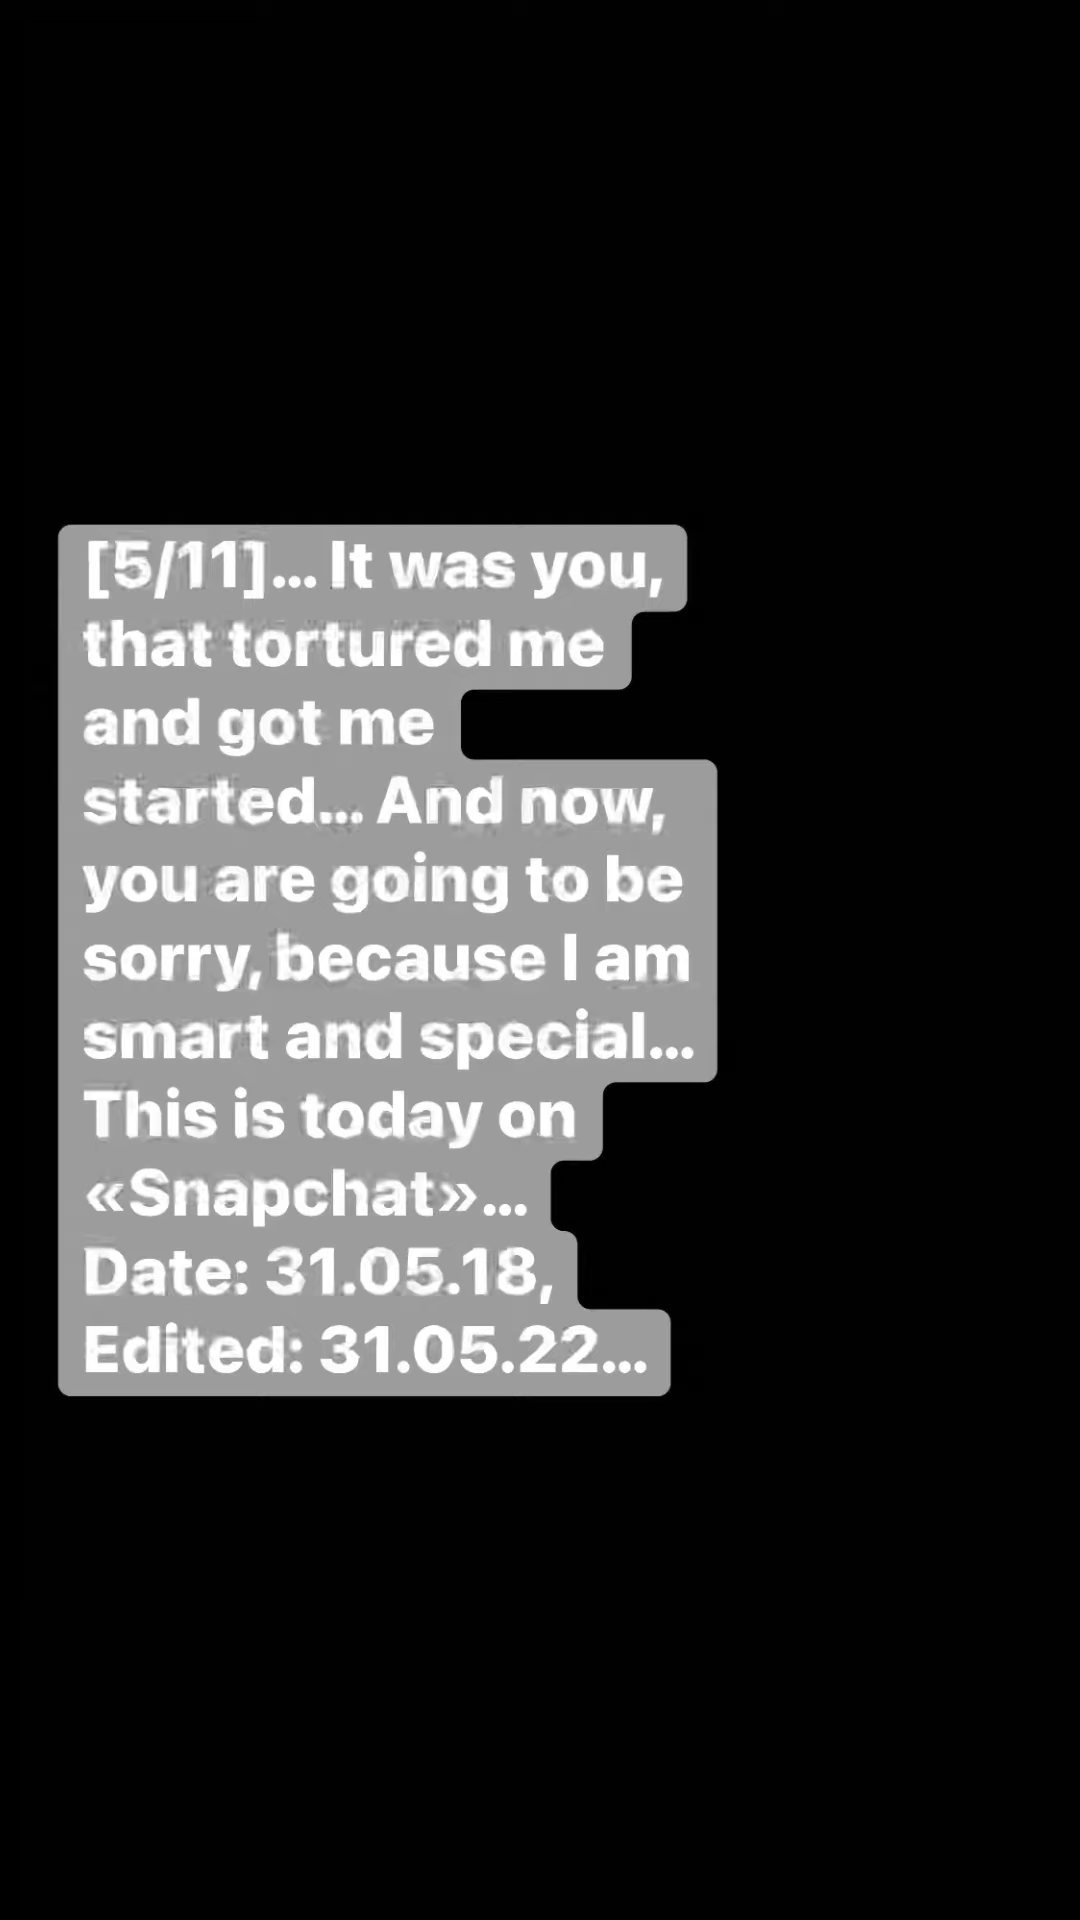 [5/11]... It was you,
that tortured me
and got me
started... And now,
you are going to be
sorry, because I am
smart and special...
This is today on
«Snapchat»...
Date: 31.05.18,
Edited: 31.05.22...